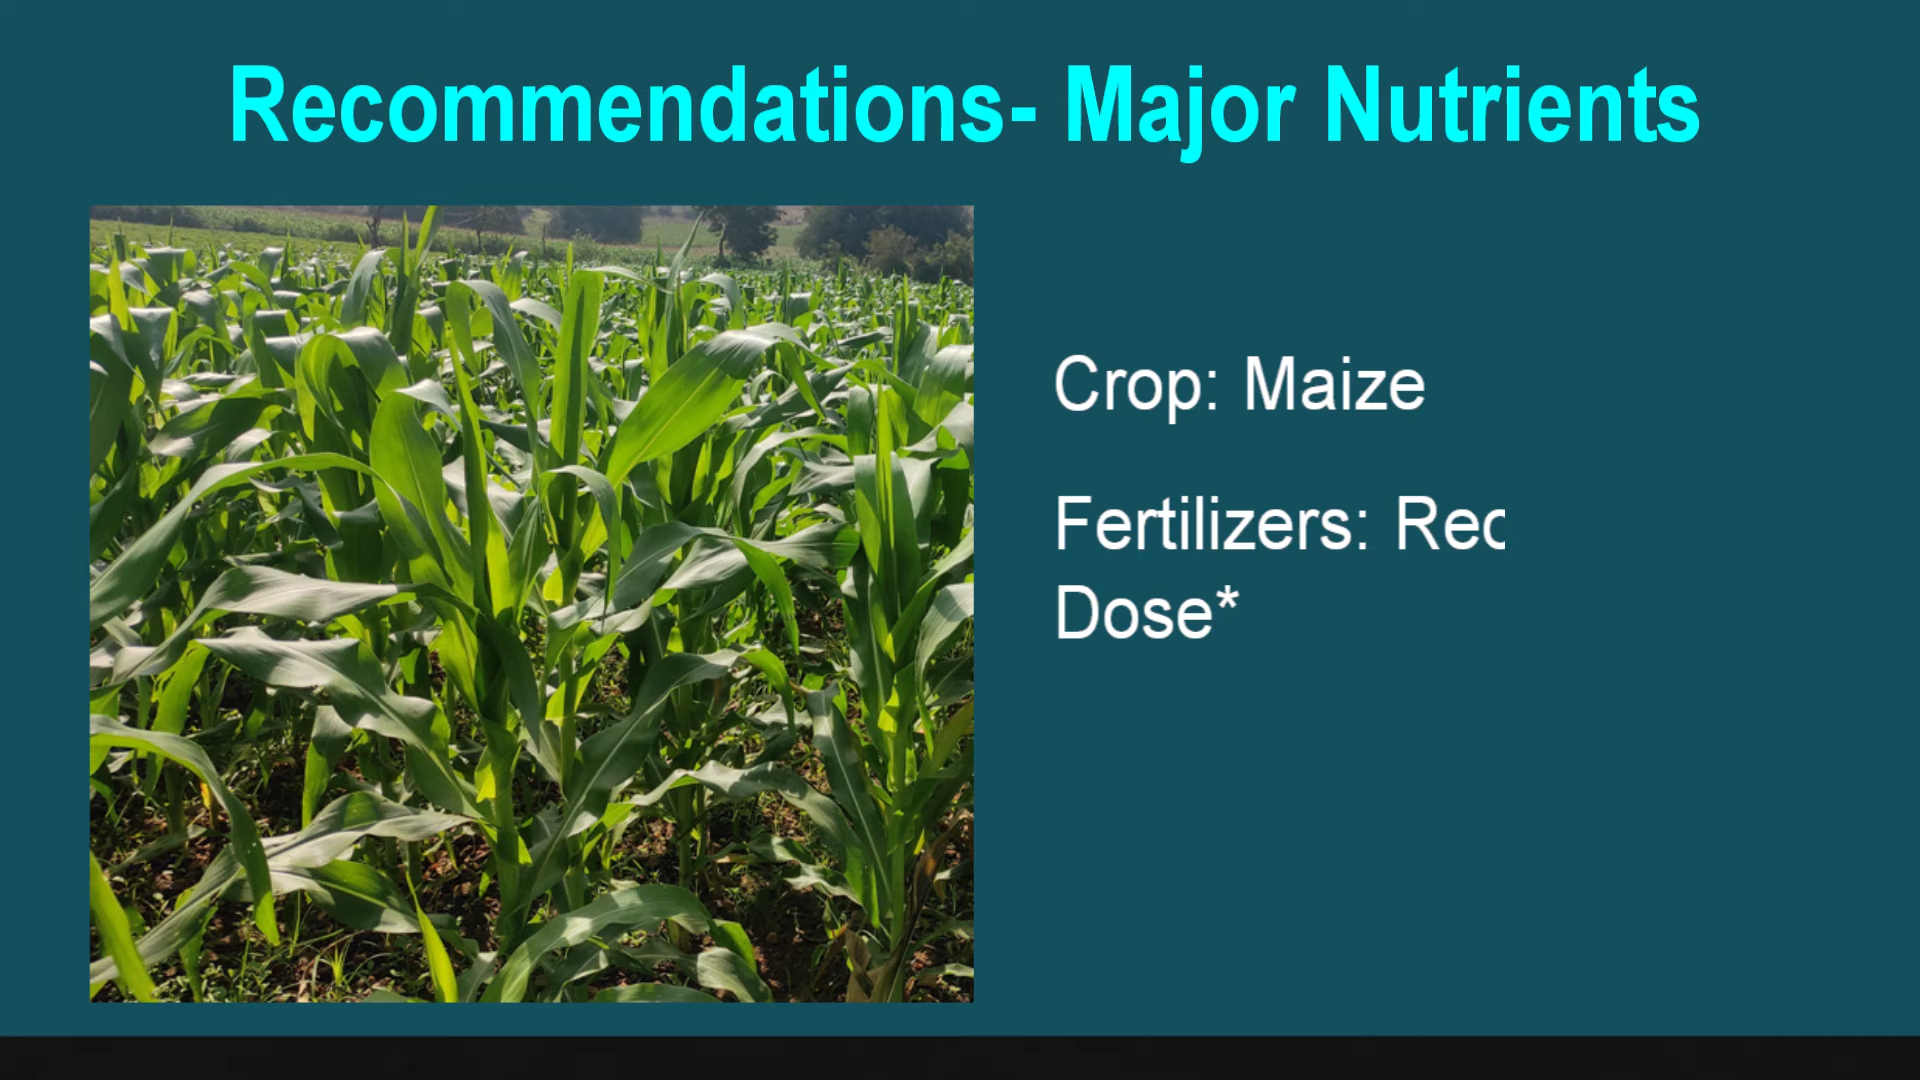 Recommendations- Major Nutrients
Crop: Maize
Fertilizers: Rec
Dose*